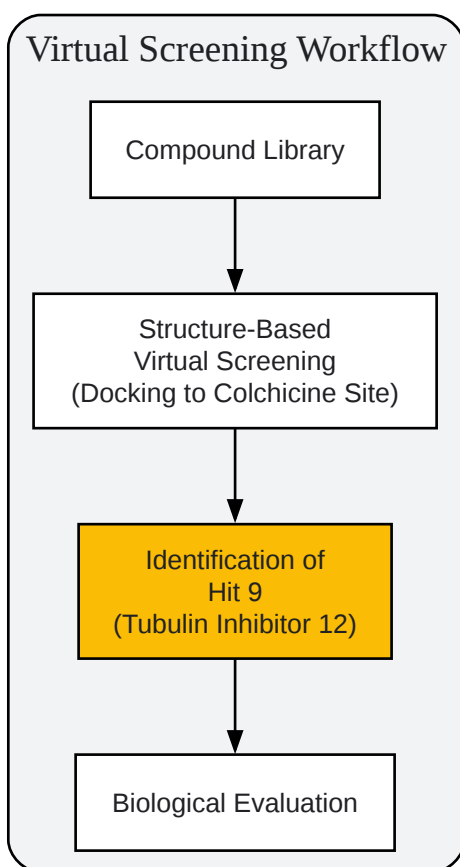 Virtual Screening Workflow
Compound Library
Structure-Based
Virtual Screening
(Docking to Colchicine Site)
Identification of
Hit 9
(Tubulin Inhibitor 12)
Biological Evaluation